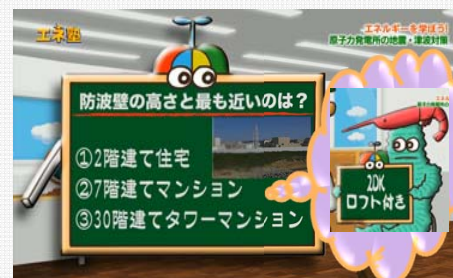 エネ塾
エネルギーを学ぼう!
原子力発電所の地震・津波対策
防波壁の高さと最も近いのは？
①2階建て住宅
②7階建てマンション
③30階建てタワーマンション
2DK
ロフト付き